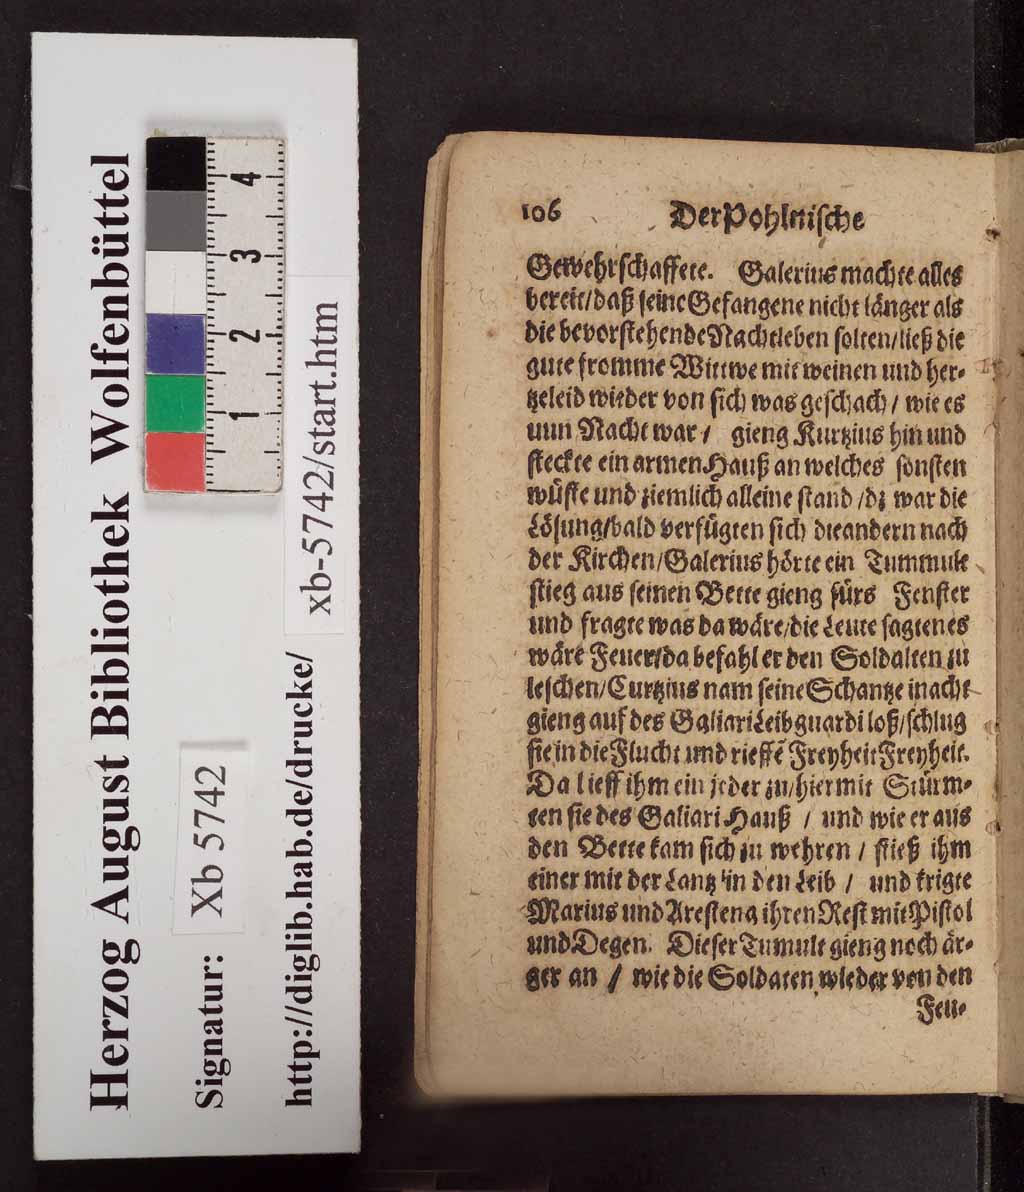 Herzog August Bibliothek Wolfenbüttel
Signatur: Xb 5742
http://diglib.hab.de/drucke/ xb-5742/start.htm
1 2 3 4
106 Der Pohlnische
Gewehr schaffete. Galerius machte alles
bereit/daß seine Gefangene nicht länger als
die bevorstehende Nacht leben solten/ließ die
gute fromme Wittwe mit weinen und her-
tzeleid wieder von sich was geschach / wie es
uun Nacht war / gieng Kurtzius hin und
steckte ein armen Hauß an welches sonsten
wüste und ziemlich alleine stand /dz war die
Lösung/bald verfügten sich die andern nach
der Kirchen/Galerius hörte ein Tummult
stieg aus seinen Bette gieng fürs Fenster
und fragte was da wäre/die Leute sagten es
wäre Feuer/da befahl er den Soldalten zu
leschen/Curtzius nam seine Schantze in acht
gieng auf des Galiari Leibguardi loß/schlug
sie in die Flucht und rieffẽ Freyheit Freyheit.
Da lieff ihm ein jeder zu/hiermit Stürm-
ten sie des Galiari Hauß / und wie er aus
den Bette kam sich zu wehren / stieß ihm
einer mit der Lantz in den Leib / und krigte
Marius und Aresteng ihren Rest mit Pistol
und Degen. Dieser Tumult gieng noch är-
ger an / wie die Soldaten wieder von den
Feu-